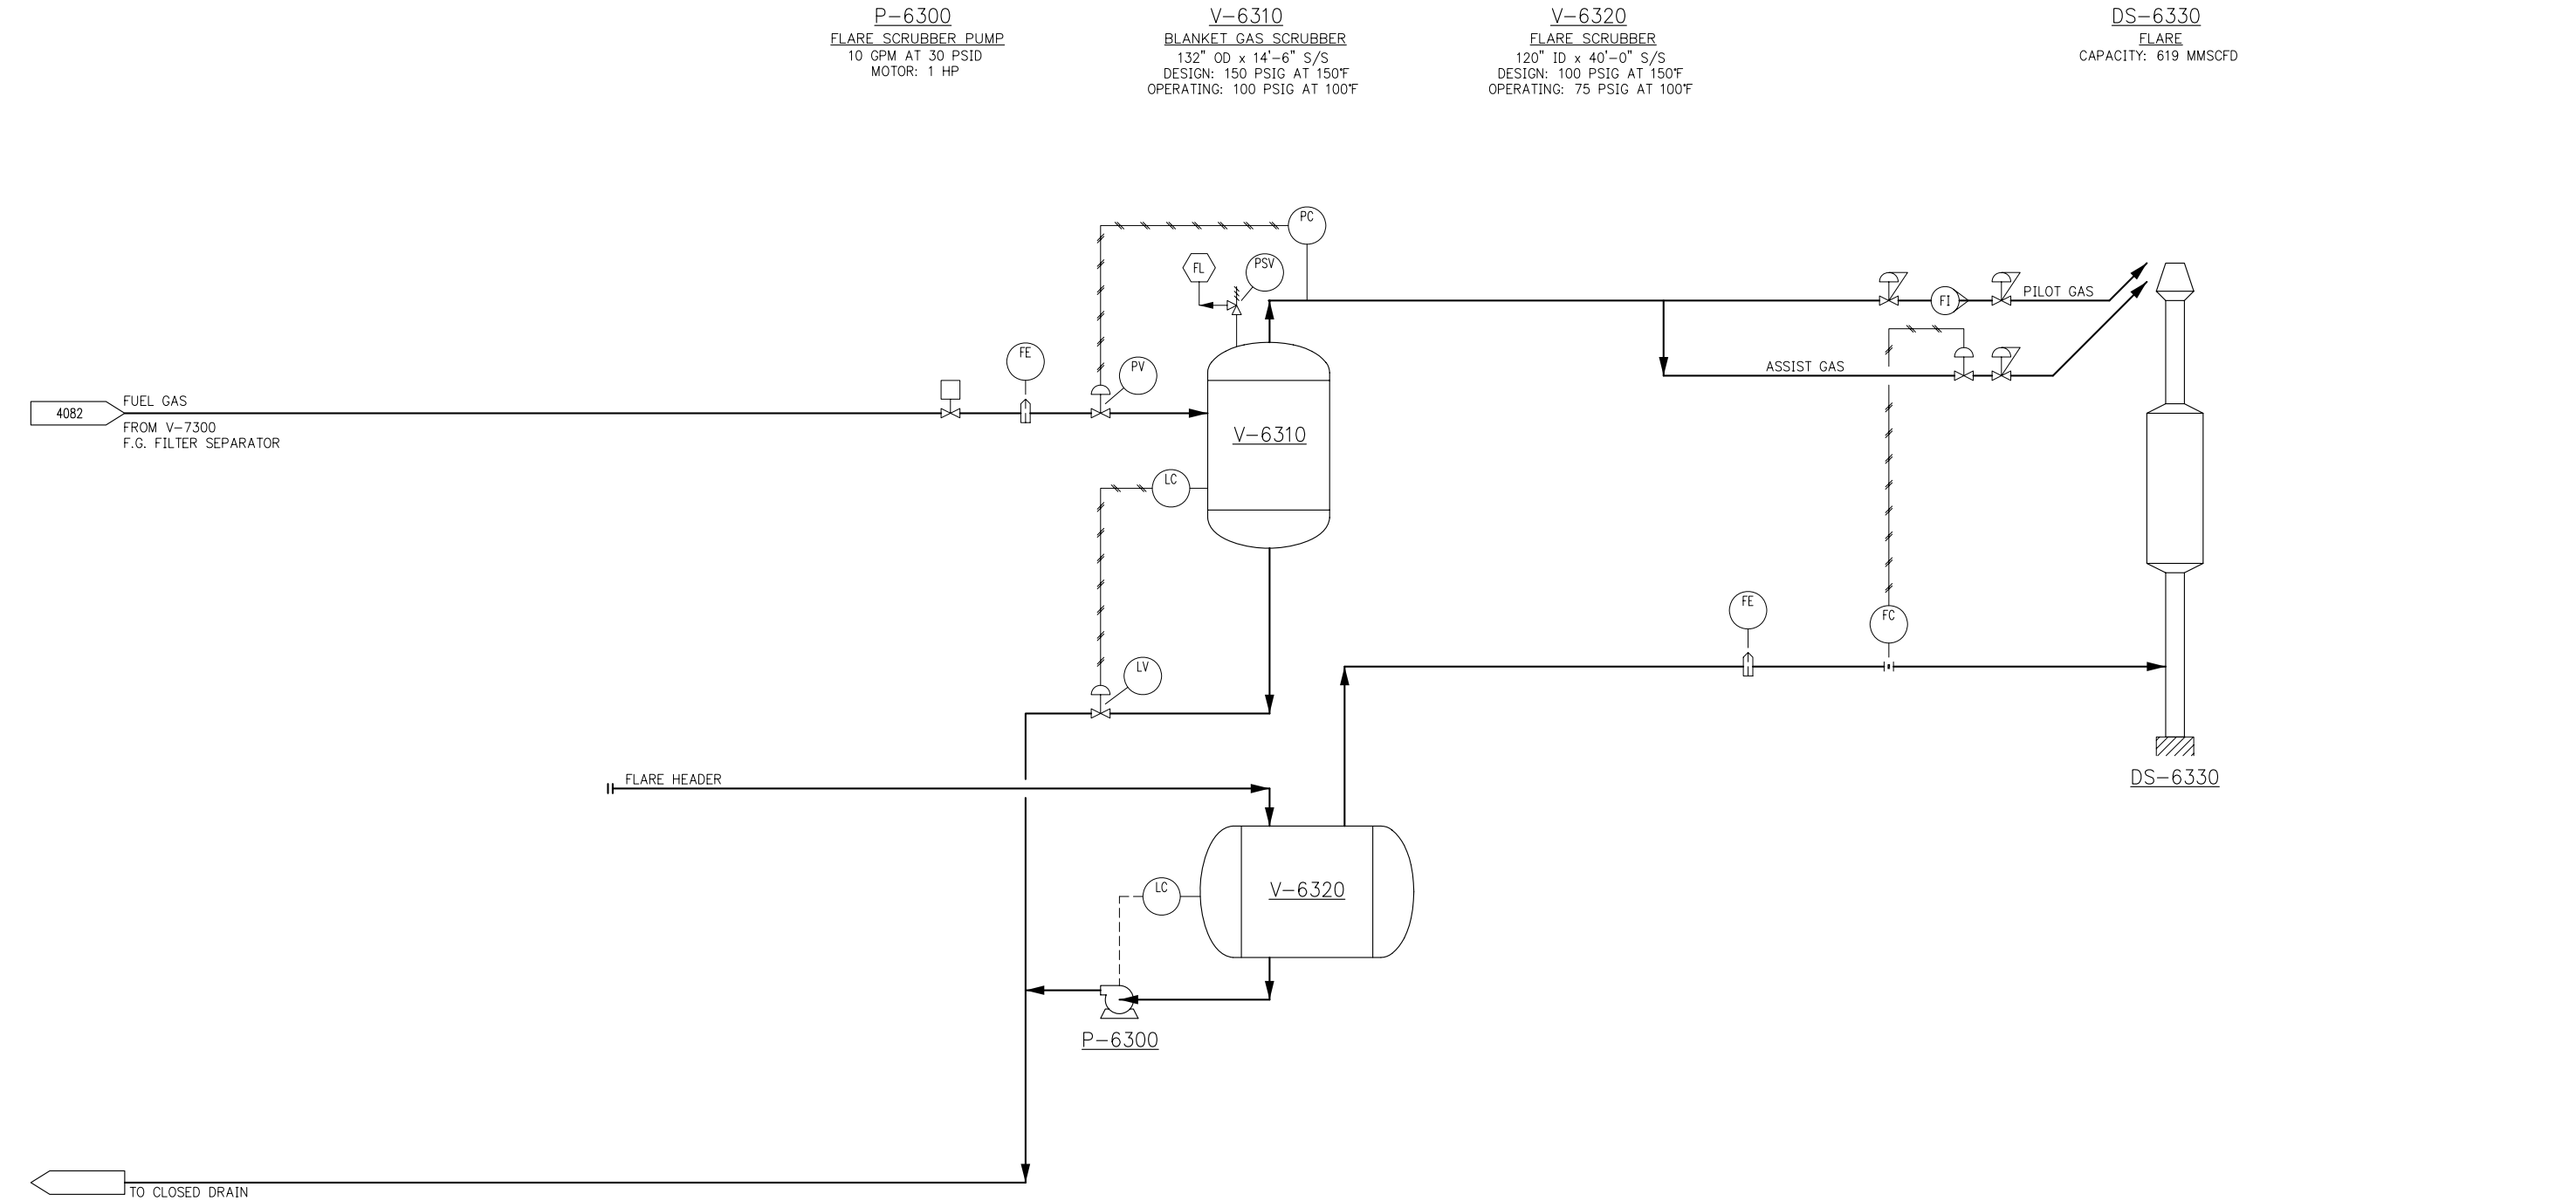 P-6300
FLARE SCRUBBER PUMP
10 GPM AT 30 PSID
MOTOR: 1 HP
V-6310
BLANKET GAS SCRUBBER
132" OD x 14'-6" S/S
DESIGN: 150 PSIG AT 150°F
OPERATING: 100 PSIG AT 100°F
V-6320
FLARE SCRUBBER
120" ID x 40'-0" S/S
DESIGN: 100 PSIG AT 150°F
OPERATING: 75 PSIG AT 100°F
DS-6330
FLARE
CAPACITY: 619 MMSCFD
PC
FL
PSV
FI
PILOT GAS
FE
PV
ASSIST GAS
4082
FUEL GAS
FROM V-7300
F.G. FILTER SEPARATOR
V-6310
LC
FE
FC
LV
FLARE HEADER
DS-6330
LC
V-6320
P-6300
TO CLOSED DRAIN